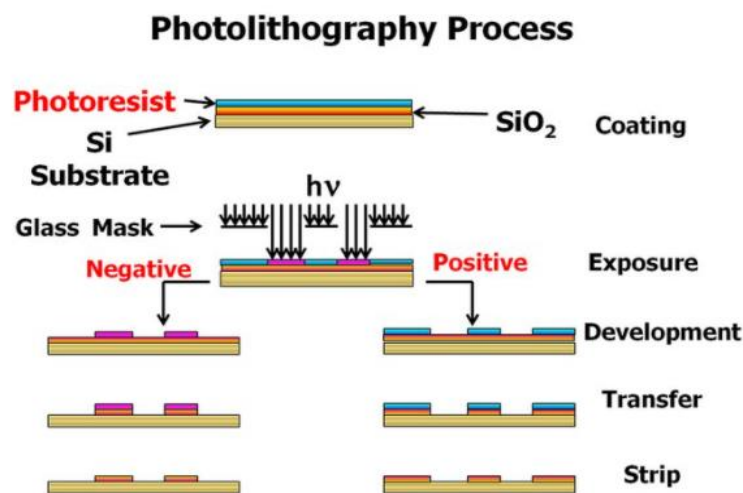 Photolithography Process
Photoresist
SiO₂
Coating
Si
Substrate
hν
Glass Mask
Negative
Positive
Exposure
Development
Transfer
Strip